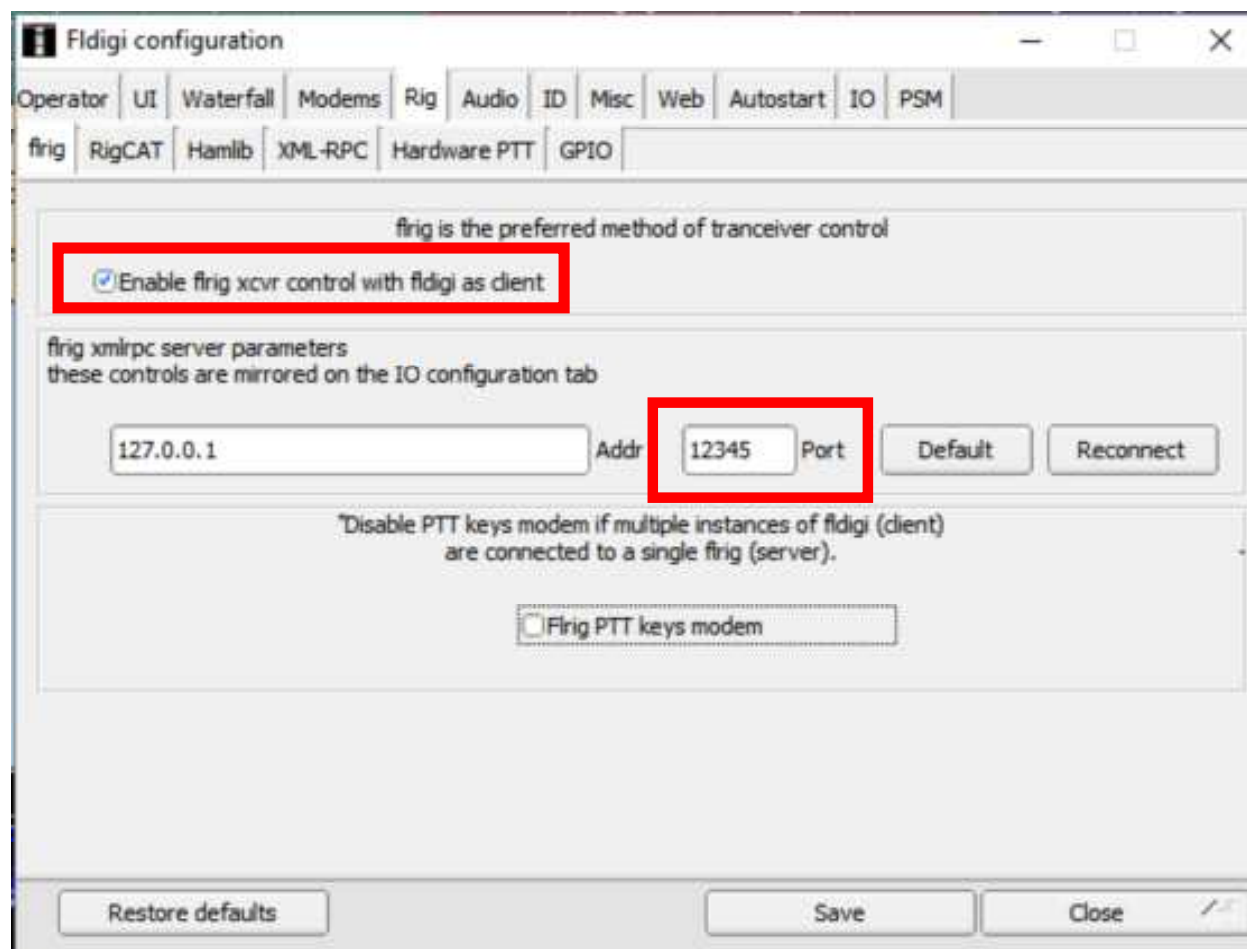 Fldigi configuration
Operator UI Waterfall Modems Rig Audio ID Misc Web Autostart IO PSM
flrig RigCAT Hamlib XML-RPC Hardware PTT GPIO
flrig is the preferred method of tranceiver control
Enable flrig xcvr control with fldigi as client
flrig xmlrpc server parameters
these controls are mirrored on the IO configuration tab
127.0.0.1 Addr 12345 Port Default Reconnect
"Disable PTT keys modem if multiple instances of fldigi (client)
are connected to a single flrig (server).
Flrig PTT keys modem
Restore defaults Save Close